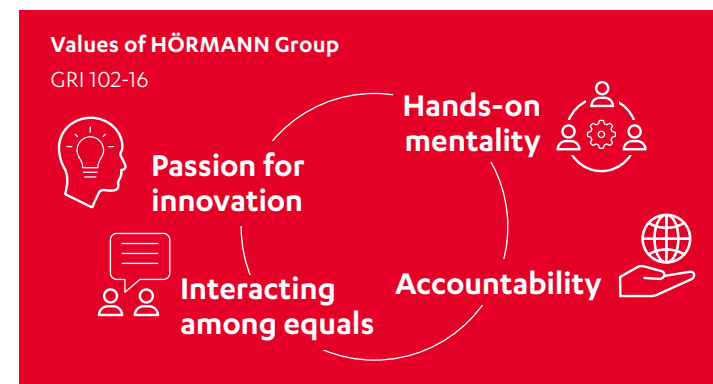 Values of HÖRMANN Group
GRI 102-16
Hands-on
mentality
Passion for
innovation
Accountability
Interacting
among equals